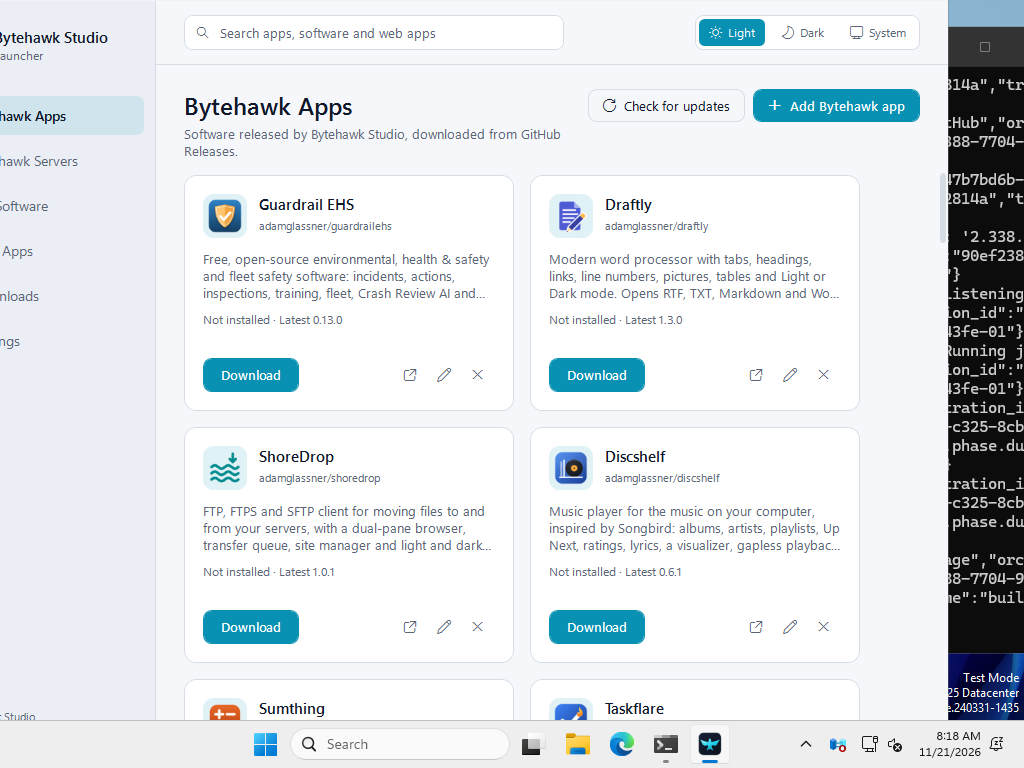 Bytehawk Studio
auncher
hawk Apps
hawk Servers
Software
Apps
nloads
ngs
Studio
Search apps, software and web apps
Light
Dark
System
Bytehawk Apps
Software released by Bytehawk Studio, downloaded from GitHub
Releases.
Check for updates
+ Add Bytehawk app
Guardrail EHS
adamglassner/guardrailehs
Free, open-source environmental, health & safety
and fleet safety software: incidents, actions,
inspections, training, fleet, Crash Review AI and...
Not installed · Latest 0.13.0
Download
Draftly
adamglassner/draftly
Modern word processor with tabs, headings,
links, line numbers, pictures, tables and Light or
Dark mode. Opens RTF, TXT, Markdown and Wo...
Not installed · Latest 1.3.0
Download
ShoreDrop
adamglassner/shoredrop
FTP, FTPS and SFTP client for moving files to and
from your servers, with a dual-pane browser,
transfer queue, site manager and light and dark...
Not installed · Latest 1.0.1
Download
Discshelf
adamglassner/discshelf
Music player for the music on your computer,
inspired by Songbird: albums, artists, playlists, Up
Next, ratings, lyrics, a visualizer, gapless playbac...
Not installed · Latest 0.6.1
Download
Sumthing
Taskflare
814a","tr
tHub","or
888-7704-
47b7bd6b-
2814a","t
: '2.338.
:"90ef238
"}
Listening
ion_id":"
43fe-01"}
Running j
ion_id":"
43fe-01"}
tration_i
-c325-8cb
.phase.du
tration_i
-c325-8cb
.phase.du
age","orc
88-7704-9
me":"buil
Test Mode
25 Datacenter
e.240331-1435
Search
8:18 AM
11/21/2026